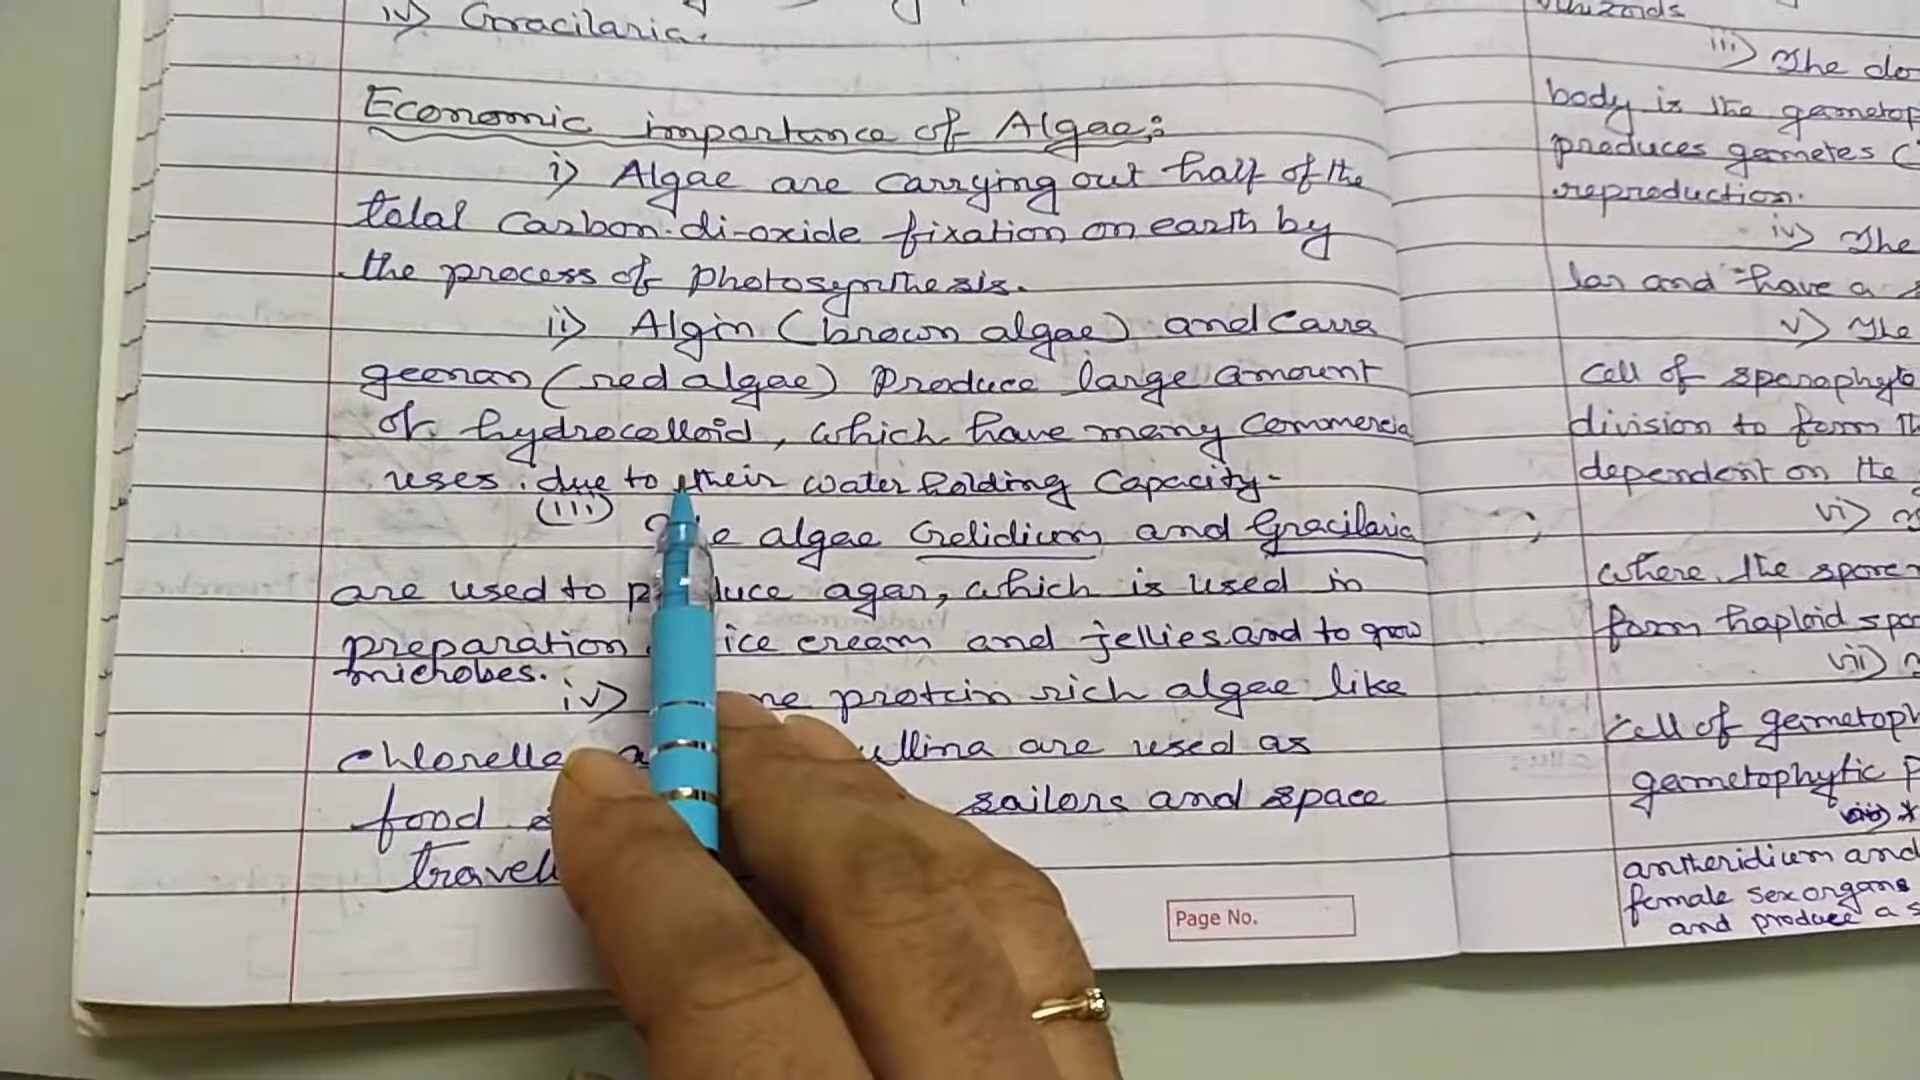 iv) Gracilaria.
Economic importance of Algae:
i) Algae are carrying out half of the
total carbon-di-oxide fixation on earth by
the process of photosynthesis.
ii) Algin (brown algae) and carra
geenan (red algae) produce large amount
of hydrocolloid, which have many commercia
uses. due to their water holding capacity.
(iii) algae Gelidium and Gracilaria
are used to agar, which is used in
preparation ice cream and jellies and to grow
microbes.
iv) protein rich algae like
chlorella are used as
food sailors and space
Page No.
rhizoids
iii) The do
body is the gametop
produces gametes (
reproduction.
iv) The
lar and have a
v) The
cell of sporophyto
division to form th
dependent on the
vi)
where the spore
form haploid spo
vii)
cell of gametoph
gametophytic p
antheridium and
female sex organs
and produce a s